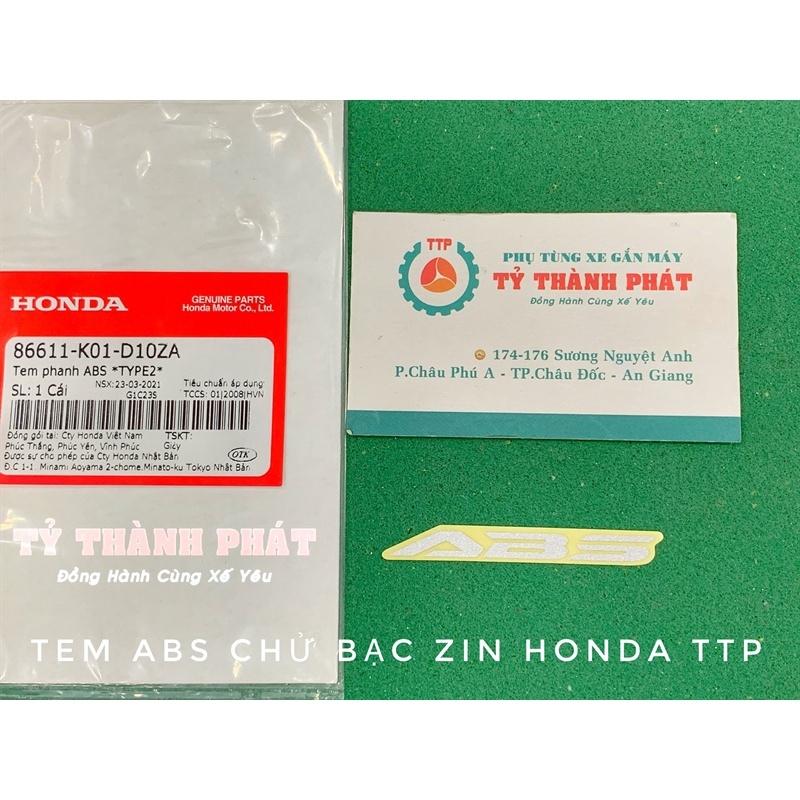 HONDA
GENUINE PARTS
Honda Motor Co., Ltd.
86611-K01-D10ZA
Tem phanh ABS *TYPE2*
NSX:23-03-2021
Tiêu chuẩn áp dụng:
SL: 1 Cái
G1C23S
TCCS: 01|2008|HVN
Đóng gói tại: Cty Honda Việt Nam
TSKT:
Phúc Thắng, Phúc Yên, Vĩnh Phúc
Giấy
Được sự cho phép của Cty Honda Nhật Bản
OTK
Đ.C 1-1. Minami Aoyama 2-chome.Minato-ku Tokyo Nhật Bản
TỶ THÀNH PHÁT
Đồng Hành Cùng Xế Yêu
TTP
PHỤ TÙNG XE GẮN MÁY
TỶ THÀNH PHÁT
Đồng Hành Cùng Xế Yêu
174-176 Sương Nguyệt Anh
P.Châu Phú A - TP.Châu Đốc - An Giang
ABS
TEM ABS CHỬ BẠC ZIN HONDA TTP